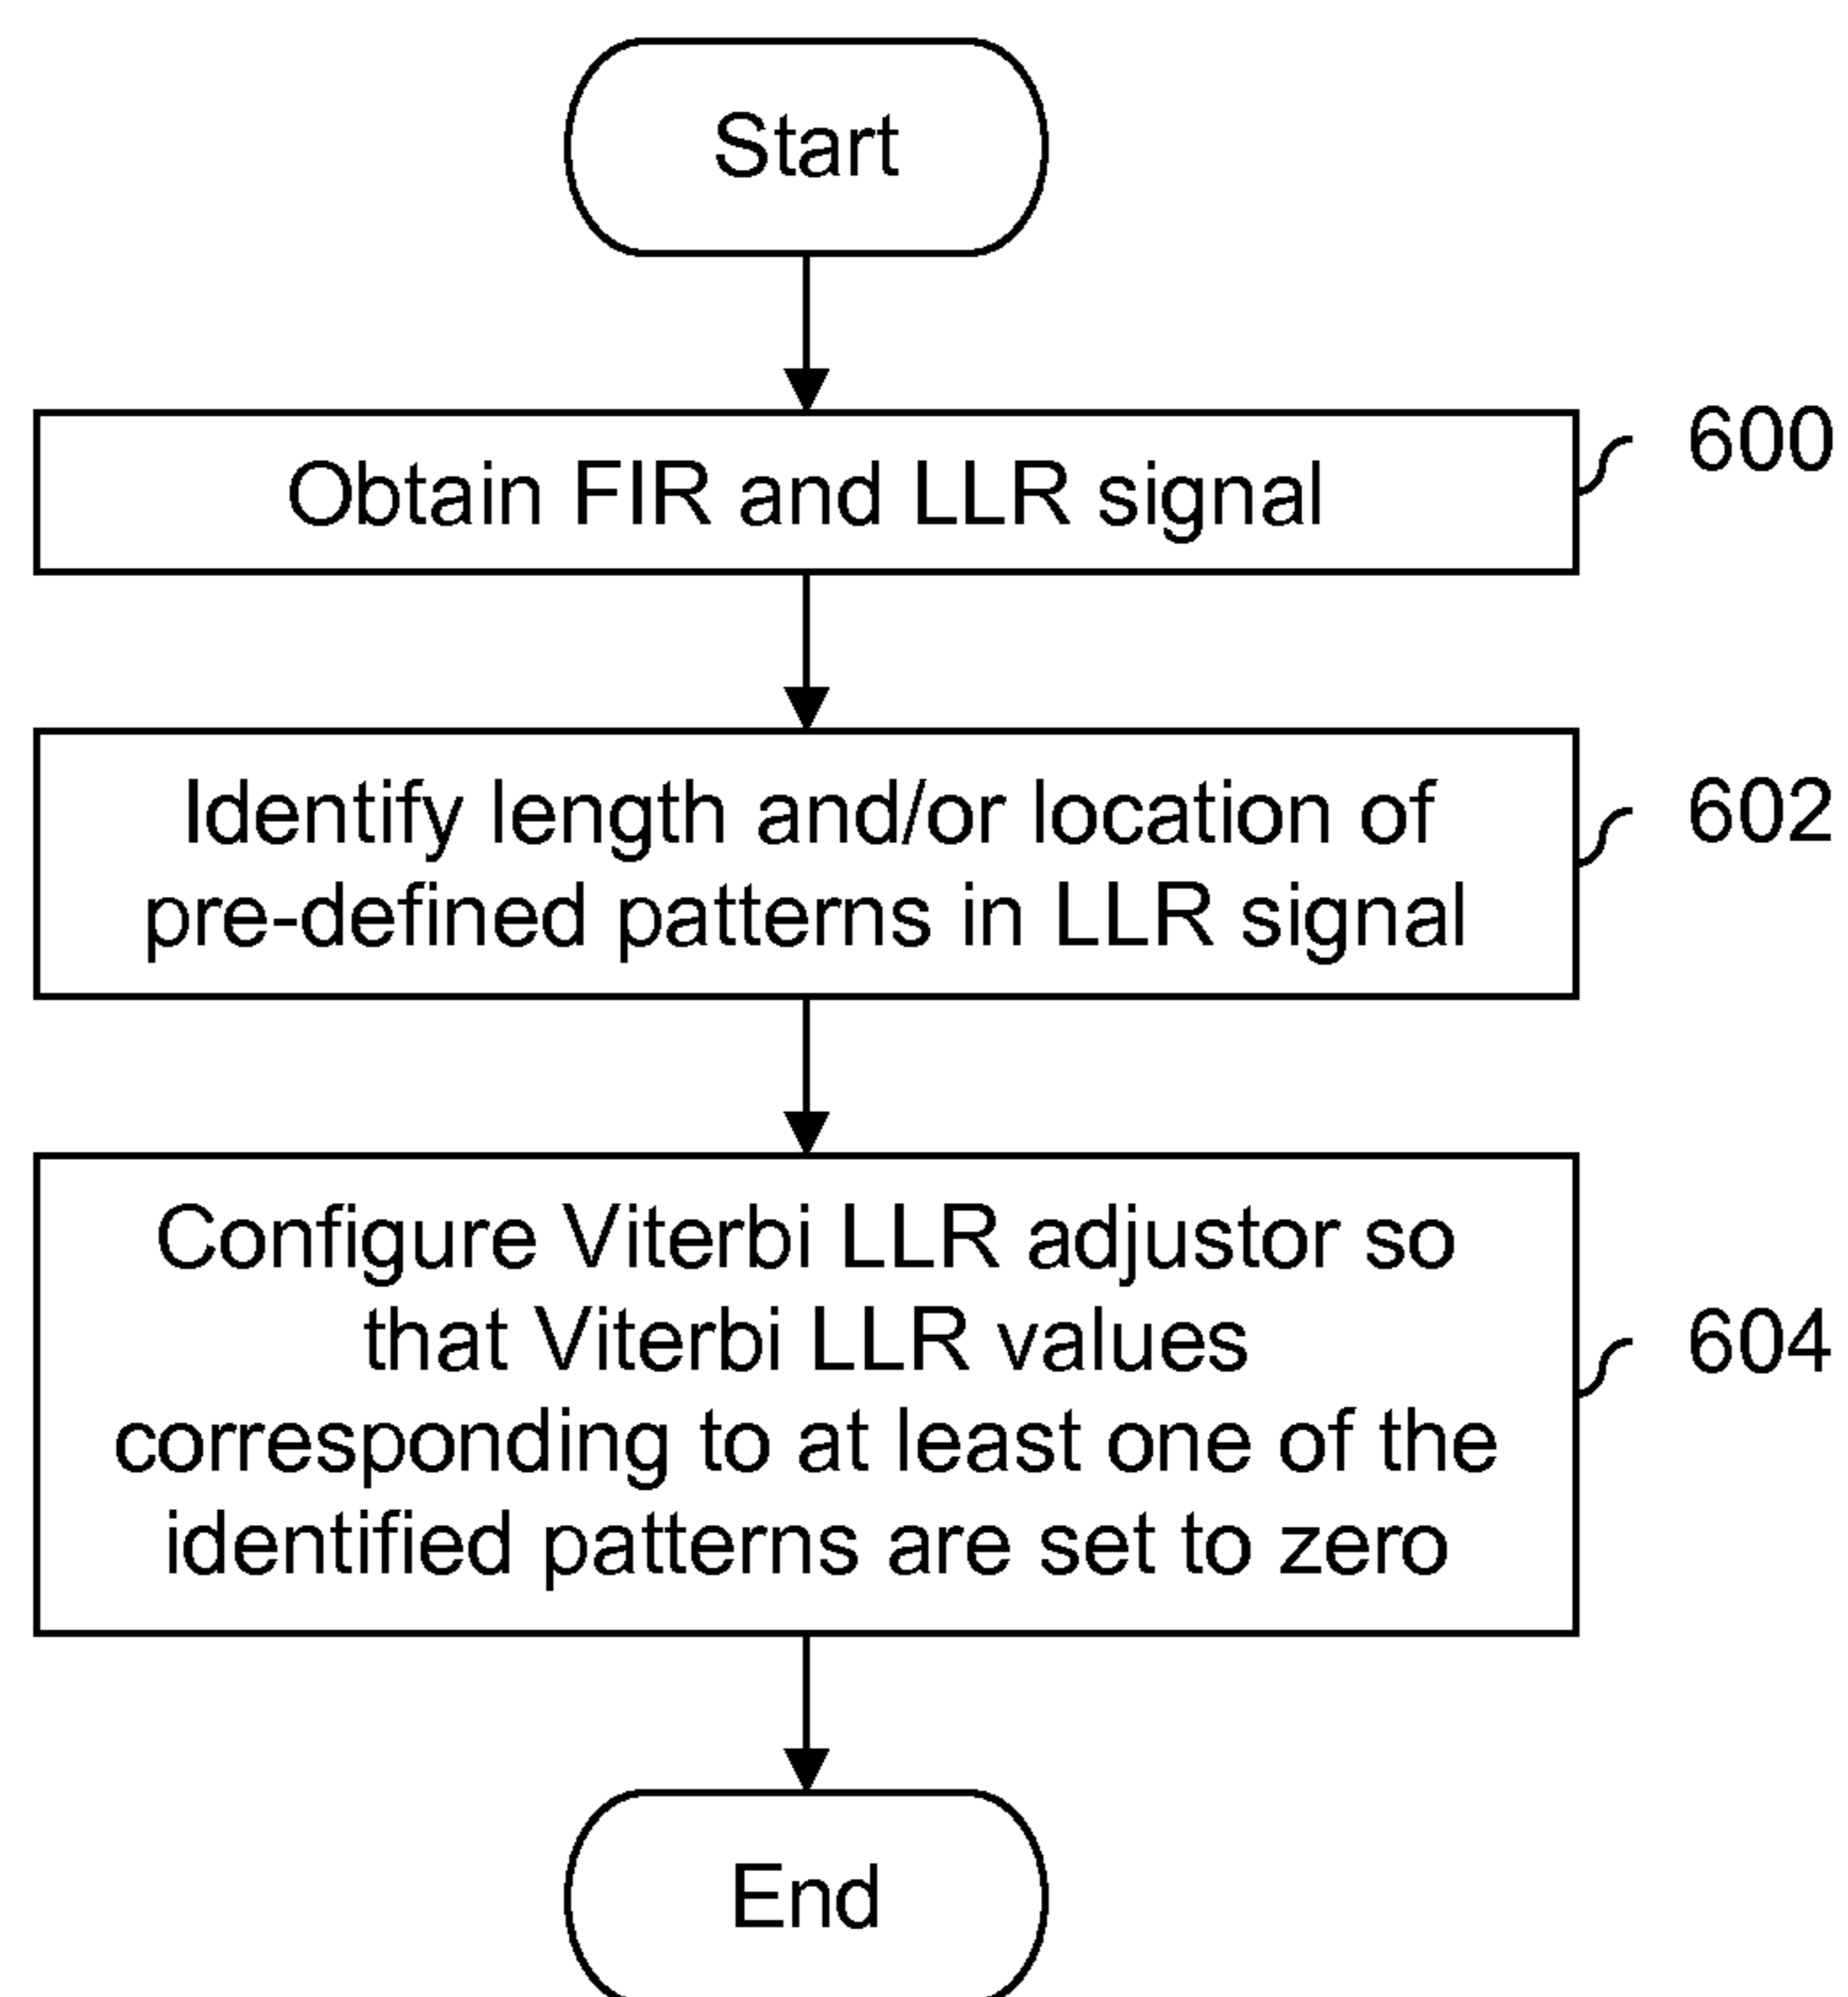 Start
Obtain FIR and LLR signal
600
Identify length and/or location of
pre-defined patterns in LLR signal
602
Configure Viterbi LLR adjustor so
that Viterbi LLR values
corresponding to at least one of the
identified patterns are set to zero
604
End